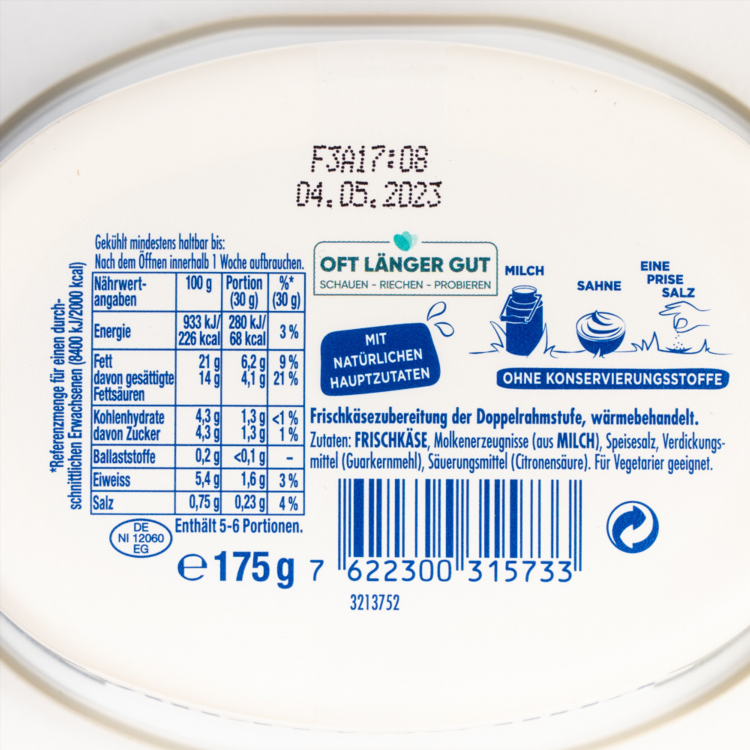 F3A17:08
04.05.2023
Gekühlt mindestens haltbar bis:
Nach dem Öffnen innerhalb 1 Woche aufbrauchen.
*Referenzmenge für einen durch-
schnittlichen Erwachsenen (8400 kJ/2000 kcal)
Nährwert- 100 g Portion %*
angaben (30 g) (30 g)
Energie 933 kJ/ 280 kJ/ 3 %
226 kcal 68 kcal
Fett 21 g 6,2 g 9 %
davon gesättigte 14 g 4,1 g 21 %
Fettsäuren
Kohlenhydrate 4,3 g 1,3 g <1 %
davon Zucker 4,3 g 1,3 g 1 %
Ballaststoffe 0,2 g <0,1 g –
Eiweiss 5,4 g 1,6 g 3 %
Salz 0,75 g 0,23 g 4 %
DE
NI 12060
EG
Enthält 5-6 Portionen.
℮ 175 g
OFT LÄNGER GUT
SCHAUEN - RIECHEN - PROBIEREN
MIT
NATÜRLICHEN
HAUPTZUTATEN
MILCH
SAHNE
EINE
PRISE
SALZ
OHNE KONSERVIERUNGSSTOFFE
Frischkäsezubereitung der Doppelrahmstufe, wärmebehandelt.
Zutaten: FRISCHKÄSE, Molkenerzeugnisse (aus MILCH), Speisesalz, Verdickungs-
mittel (Guarkernmehl), Säuerungsmittel (Citronensäure). Für Vegetarier geeignet.
7 622300 315733
3213752